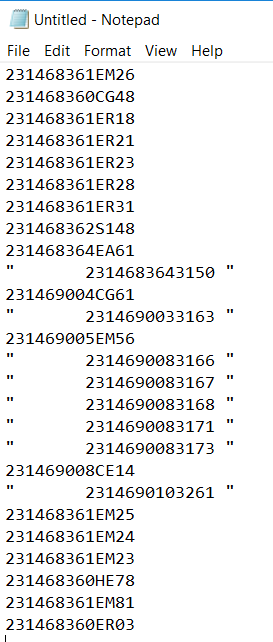 Untitled - Notepad
File Edit Format View Help
231468361EM26
231468360CG48
231468361ER18
231468361ER21
231468361ER23
231468361ER28
231468361ER31
231468362S148
231468364EA61
"       2314683643150 "
231469004CG61
"       2314690033163 "
231469005EM56
"       2314690083166 "
"       2314690083167 "
"       2314690083168 "
"       2314690083171 "
"       2314690083173 "
231469008CE14
"       2314690103261 "
231468361EM25
231468361EM24
231468361EM23
231468360HE78
231468361EM81
231468360ER03